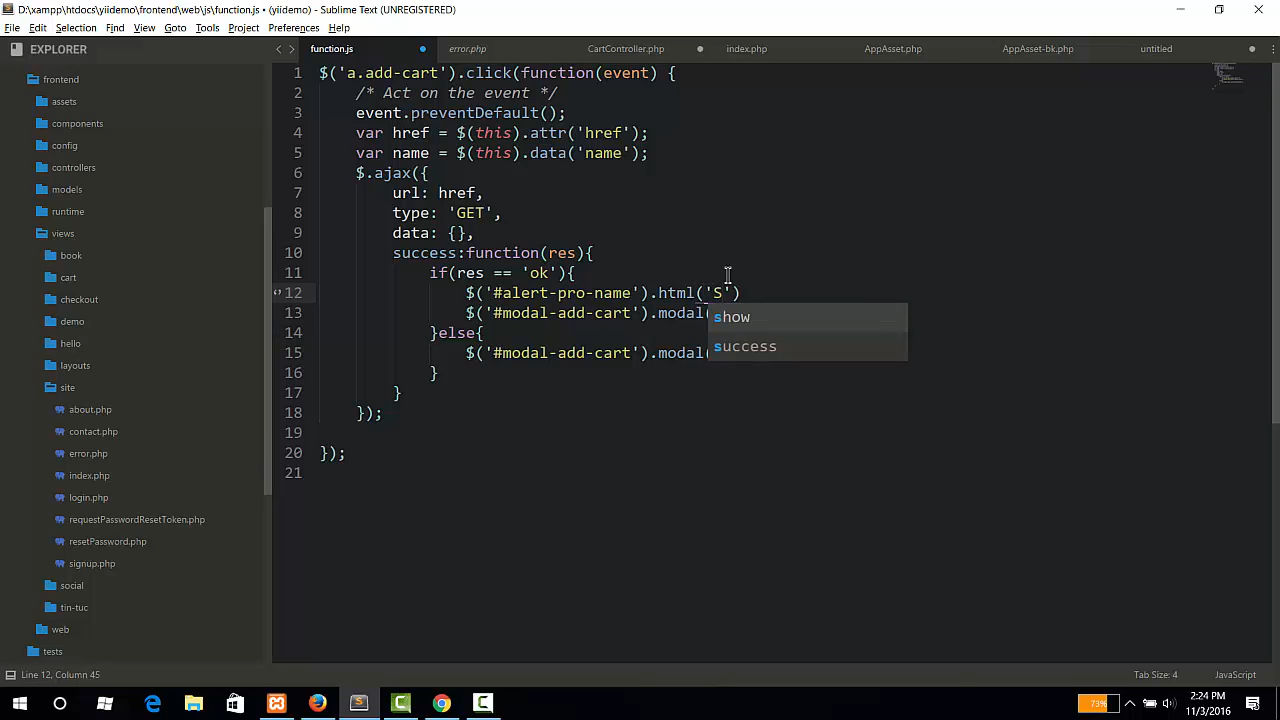 D:\xampp\htdocs\yiidemo\frontend\web\js\function.js • (yiidemo) - Sublime Text (UNREGISTERED)
File Edit Selection Find View Goto Tools Project Preferences Help
EXPLORER
function.js error.php CartController.php index.php AppAsset.php AppAsset-bk.php untitled
frontend
assets
components
config
controllers
models
runtime
views
book
cart
checkout
demo
hello
layouts
site
about.php
contact.php
error.php
index.php
login.php
requestPasswordResetToken.php
resetPassword.php
signup.php
social
tin-tuc
web
tests
1 $('a.add-cart').click(function(event) {
2 /* Act on the event */
3 event.preventDefault();
4 var href = $(this).attr('href');
5 var name = $(this).data('name');
6 $.ajax({
7 url: href,
8 type: 'GET',
9 data: {},
10 success:function(res){
11 if(res == 'ok'){
12 $('#alert-pro-name').html('S')
13 $('#modal-add-cart').modal(
14 }else{
15 $('#modal-add-cart').modal(
16 }
17 }
18 });
19
20 });
21
show
success
Line 12, Column 45
Tab Size: 4 JavaScript
73%
2:24 PM
11/3/2016